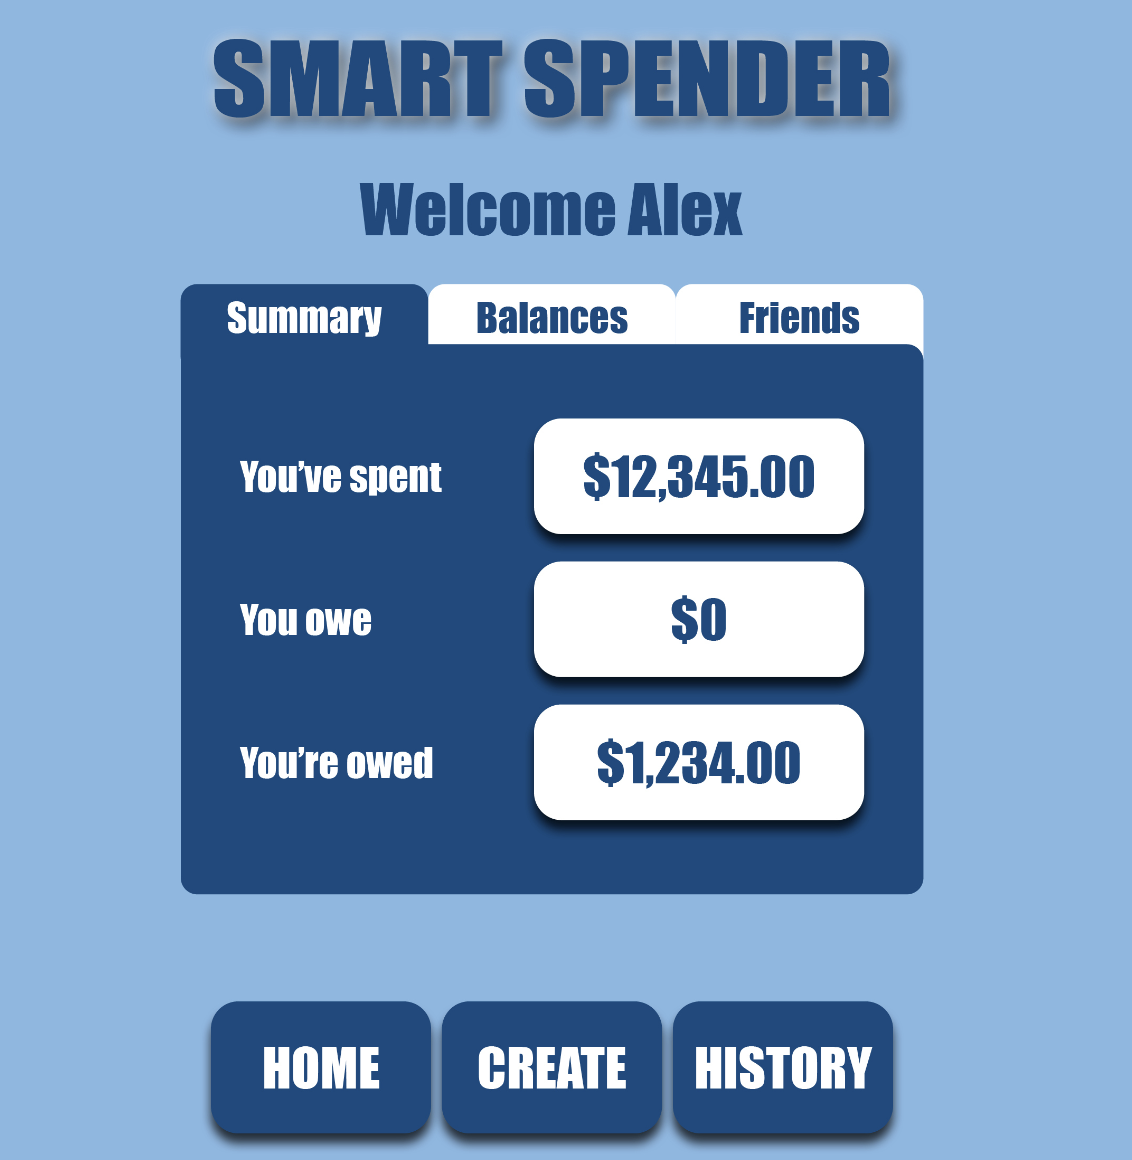 SMART SPENDER
Welcome Alex
Summary Balances Friends
You’ve spent $12,345.00
You owe $0
You’re owed $1,234.00
HOME CREATE HISTORY